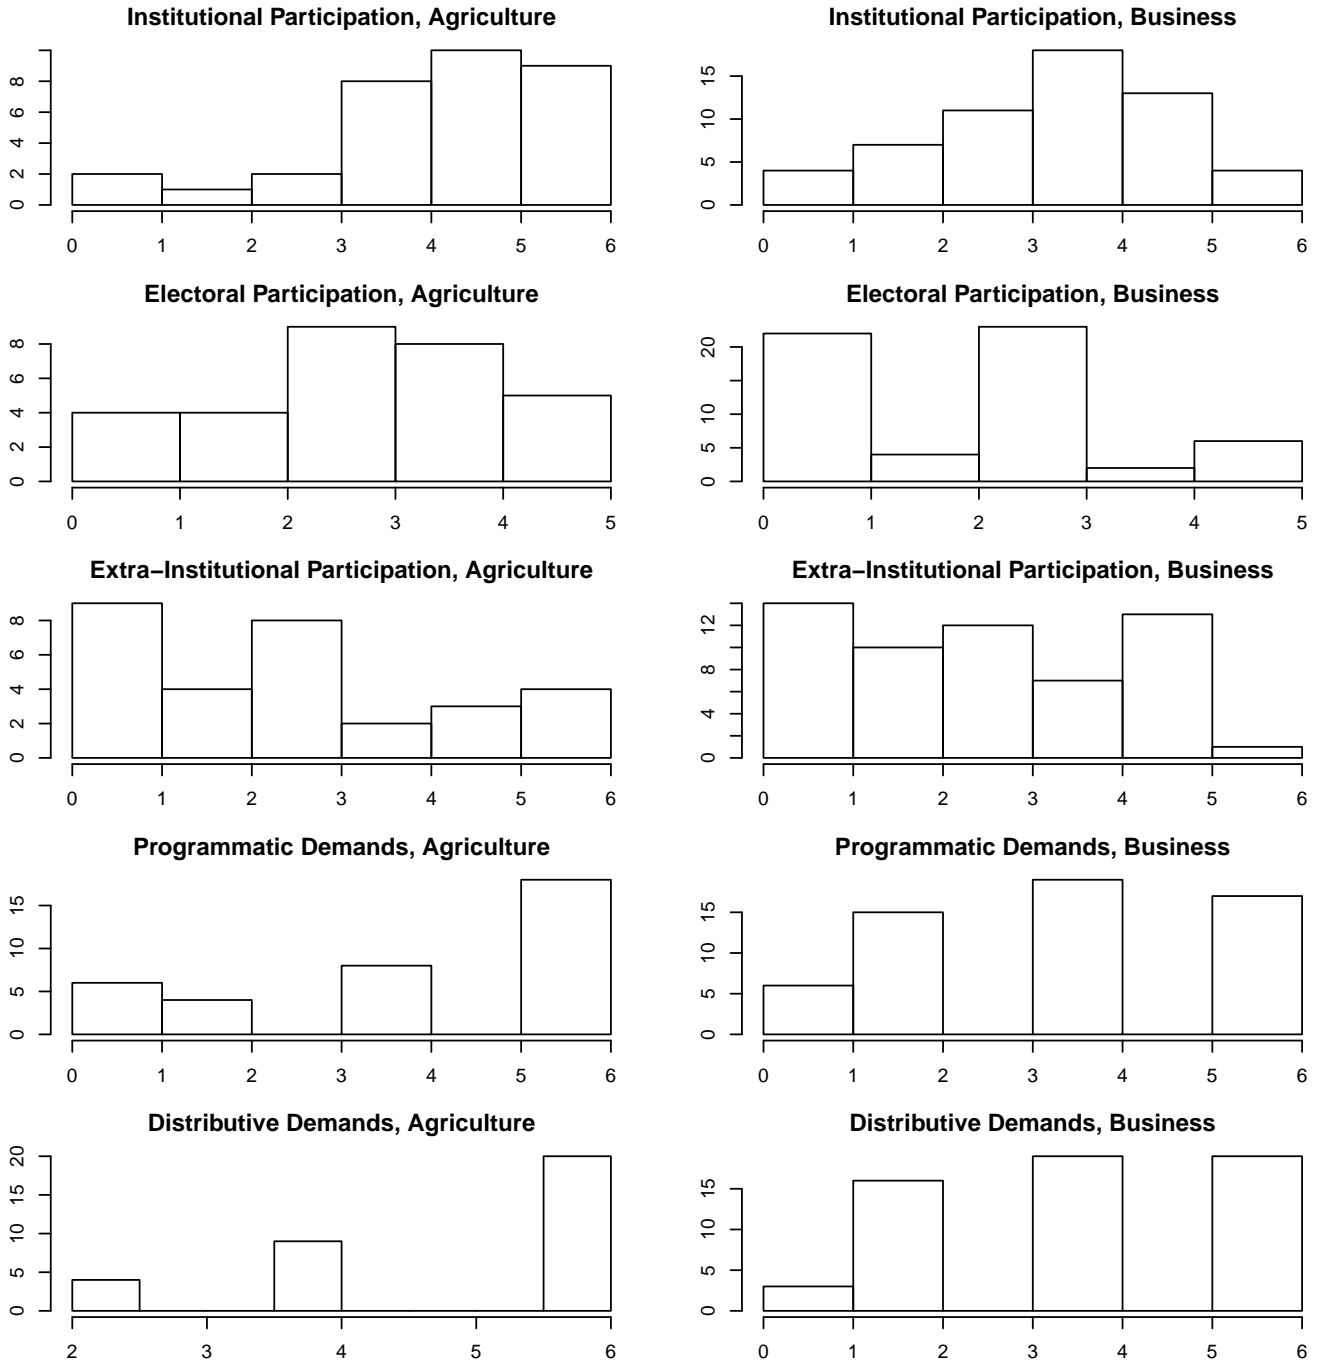 Institutional Participation, Agriculture
0 2 4 6 8
0 1 2 3 4 5 6
Institutional Participation, Business
0 5 10 15
0 1 2 3 4 5 6
Electoral Participation, Agriculture
0 2 4 6 8
0 1 2 3 4 5
Electoral Participation, Business
0 5 10 20
0 1 2 3 4 5
Extra−Institutional Participation, Agriculture
0 2 4 6 8
0 1 2 3 4 5 6
Extra−Institutional Participation, Business
0 4 8 12
0 1 2 3 4 5 6
Programmatic Demands, Agriculture
0 5 10 15
0 1 2 3 4 5 6
Programmatic Demands, Business
0 5 10 15
0 1 2 3 4 5 6
Distributive Demands, Agriculture
0 5 10 15 20
2 3 4 5 6
Distributive Demands, Business
0 5 10 15
0 1 2 3 4 5 6